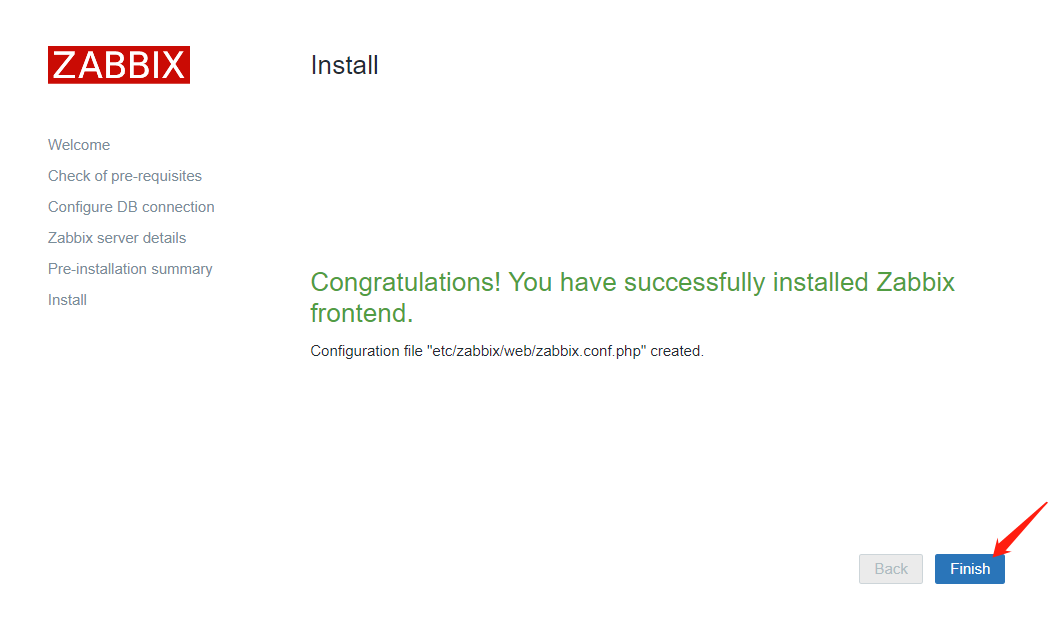 ZABBIX
Install
Welcome
Check of pre-requisites
Configure DB connection
Zabbix server details
Pre-installation summary
Install
Congratulations! You have successfully installed Zabbix
frontend.
Configuration file "etc/zabbix/web/zabbix.conf.php" created.
Back
Finish